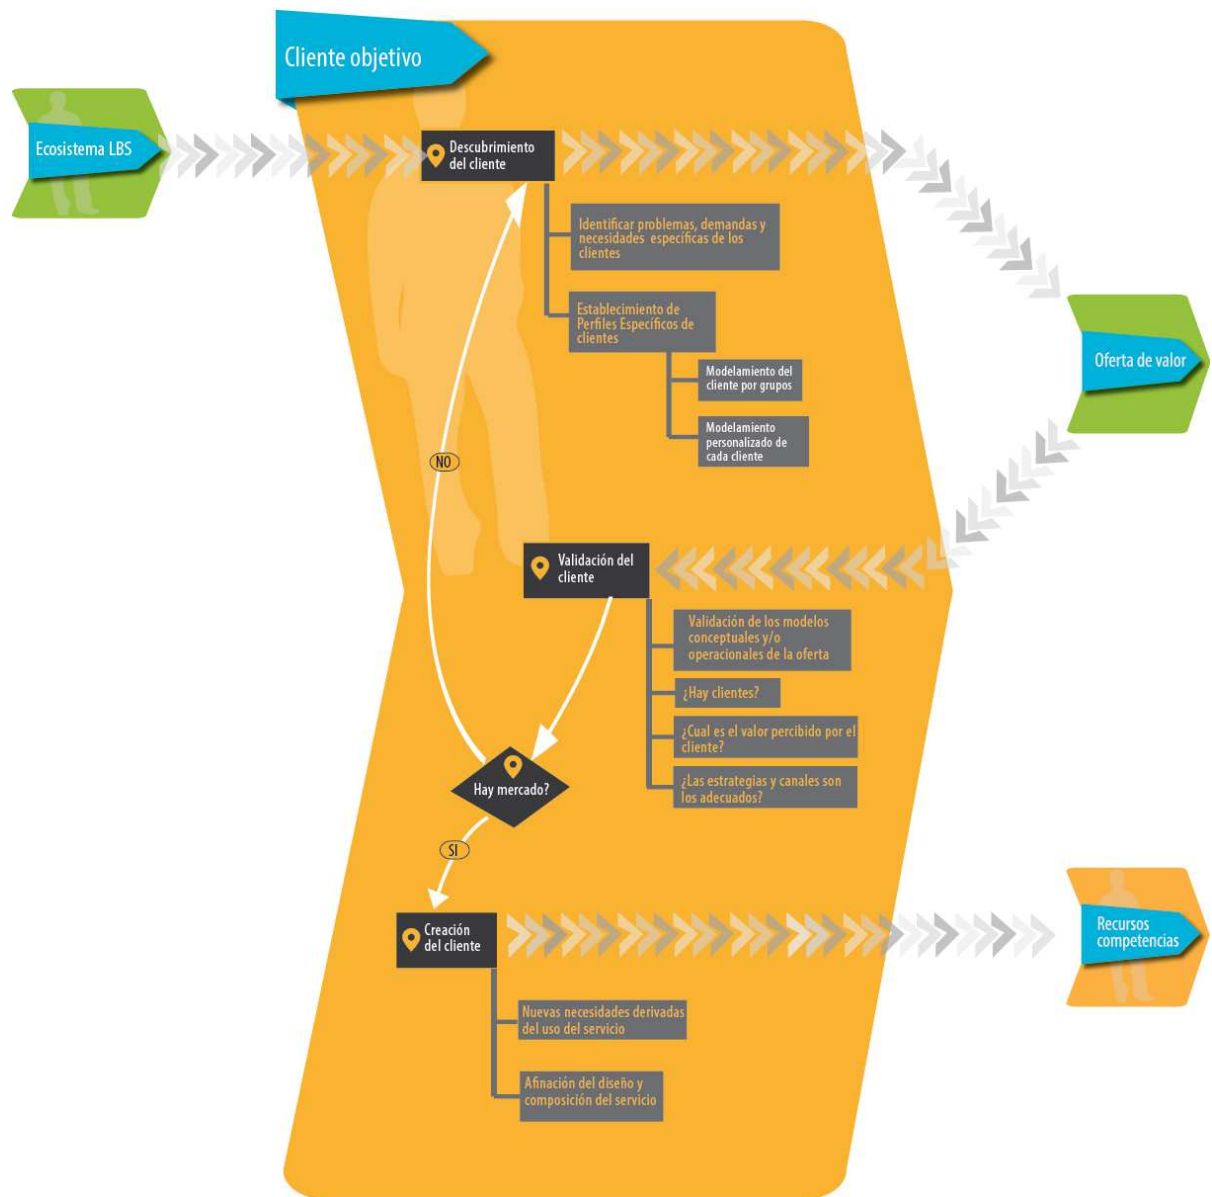 Cliente objetivo
Ecosistema LBS
Descubrimiento
del cliente
Identificar problemas, demandas y
necesidades específicas de los
clientes
Establecimiento de
Perfiles Específicos de
clientes
Modelamiento del
cliente por grupos
Modelamiento
personalizado de
cada cliente
Oferta de valor
NO
Validación del
cliente
Validación de los modelos
conceptuales y/o
operacionales de la oferta
¿Hay clientes?
¿Cual es el valor percibido por el
cliente?
¿Las estrategias y canales son
los adecuados?
Hay mercado?
SI
Creación
del cliente
Recursos
competencias
Nuevas necesidades derivadas
del uso del servicio
Afinación del diseño y
composición del servicio